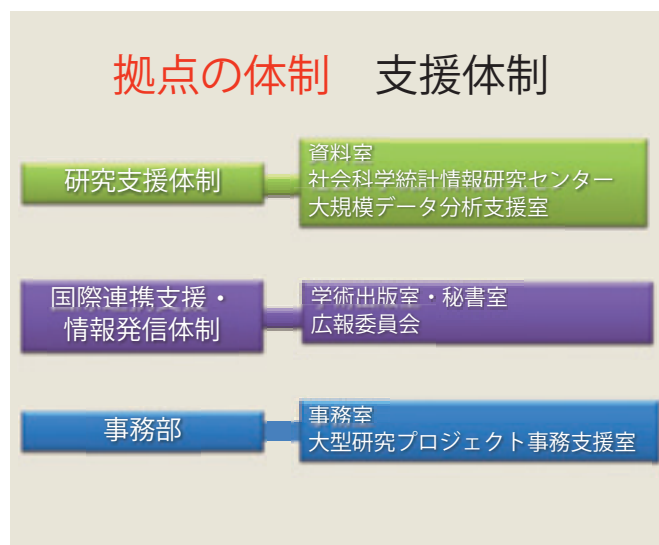 拠点の体制　支援体制
研究支援体制
資料室
社会科学統計情報研究センター
大規模データ分析支援室
国際連携支援・
情報発信体制
学術出版室・秘書室
広報委員会
事務部
事務室
大型研究プロジェクト事務支援室